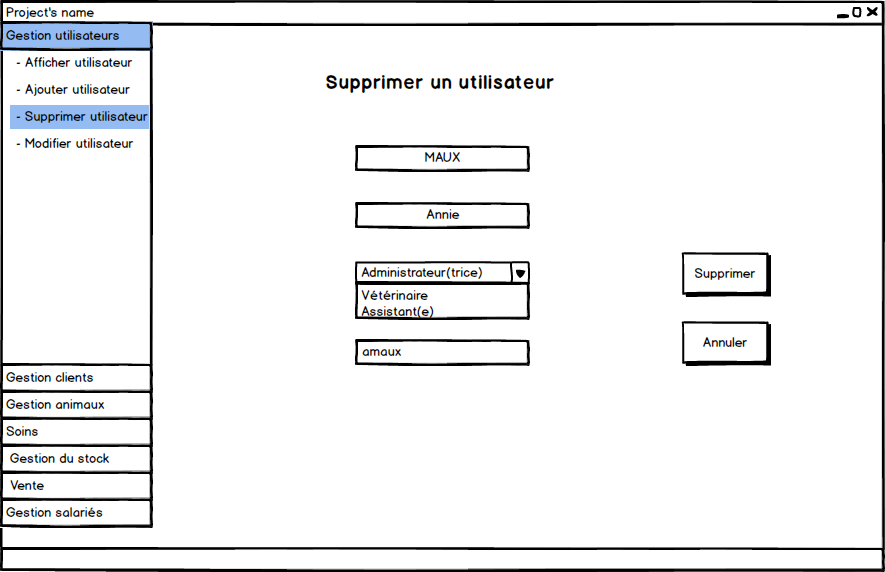 Project's name
Gestion utilisateurs
- Afficher utilisateur
- Ajouter utilisateur
- Supprimer utilisateur
- Modifier utilisateur
Gestion clients
Gestion animaux
Soins
Gestion du stock
Vente
Gestion salariés
Supprimer un utilisateur
MAUX
Annie
Administrateur(trice)
Vétérinaire
Assistant(e)
amaux
Supprimer
Annuler